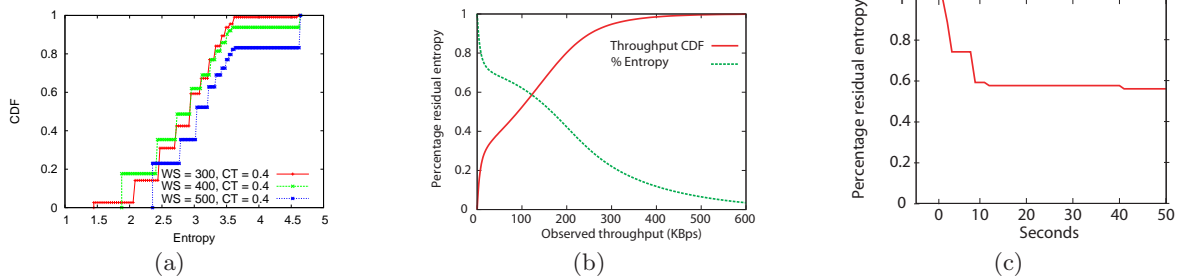 CDF
1
0.8
0.6
0.4
0.2
0
WS = 300, CT = 0.4
WS = 400, CT = 0.4
WS = 500, CT = 0.4
1 1.5 2 2.5 3 3.5 4 4.5 5
Entropy
(a)
Percentage residual entropy
1
0.8
0.6
0.4
0.2
0
Throughput CDF
% Entropy
0 100 200 300 400 500 600
Observed throughput (KBps)
(b)
Percentage residual entropy
1
0.8
0.6
0.4
0.2
0
0 10 20 30 40 50
Seconds
(c)